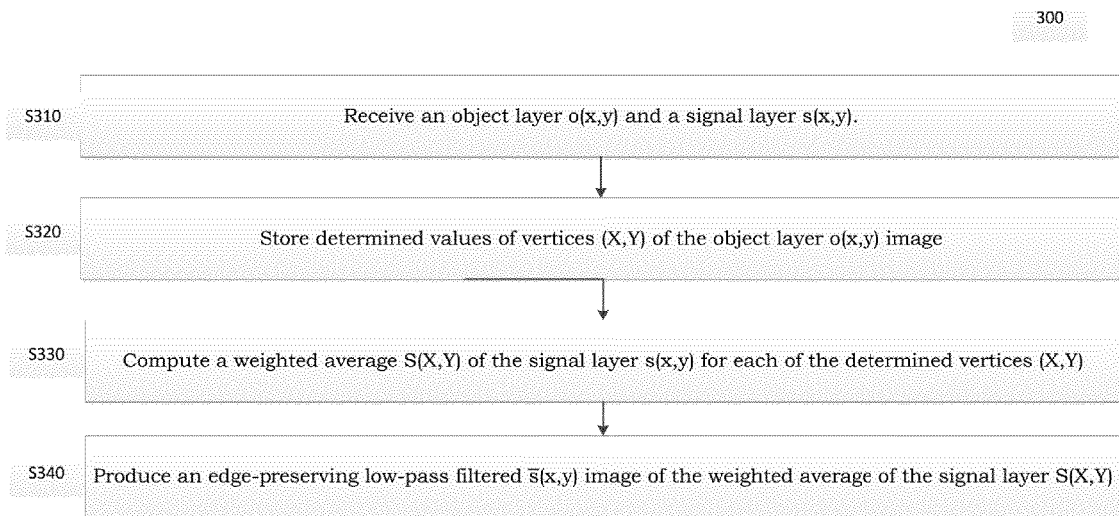 300
S310
Receive an object layer o(x,y) and a signal layer s(x,y).
S320
Store determined values of vertices (X,Y) of the object layer o(x,y) image
S330
Compute a weighted average S(X,Y) of the signal layer s(x,y) for each of the determined vertices (X,Y)
S340
Produce an edge-preserving low-pass filtered s̅(x,y) image of the weighted average of the signal layer S(X,Y)